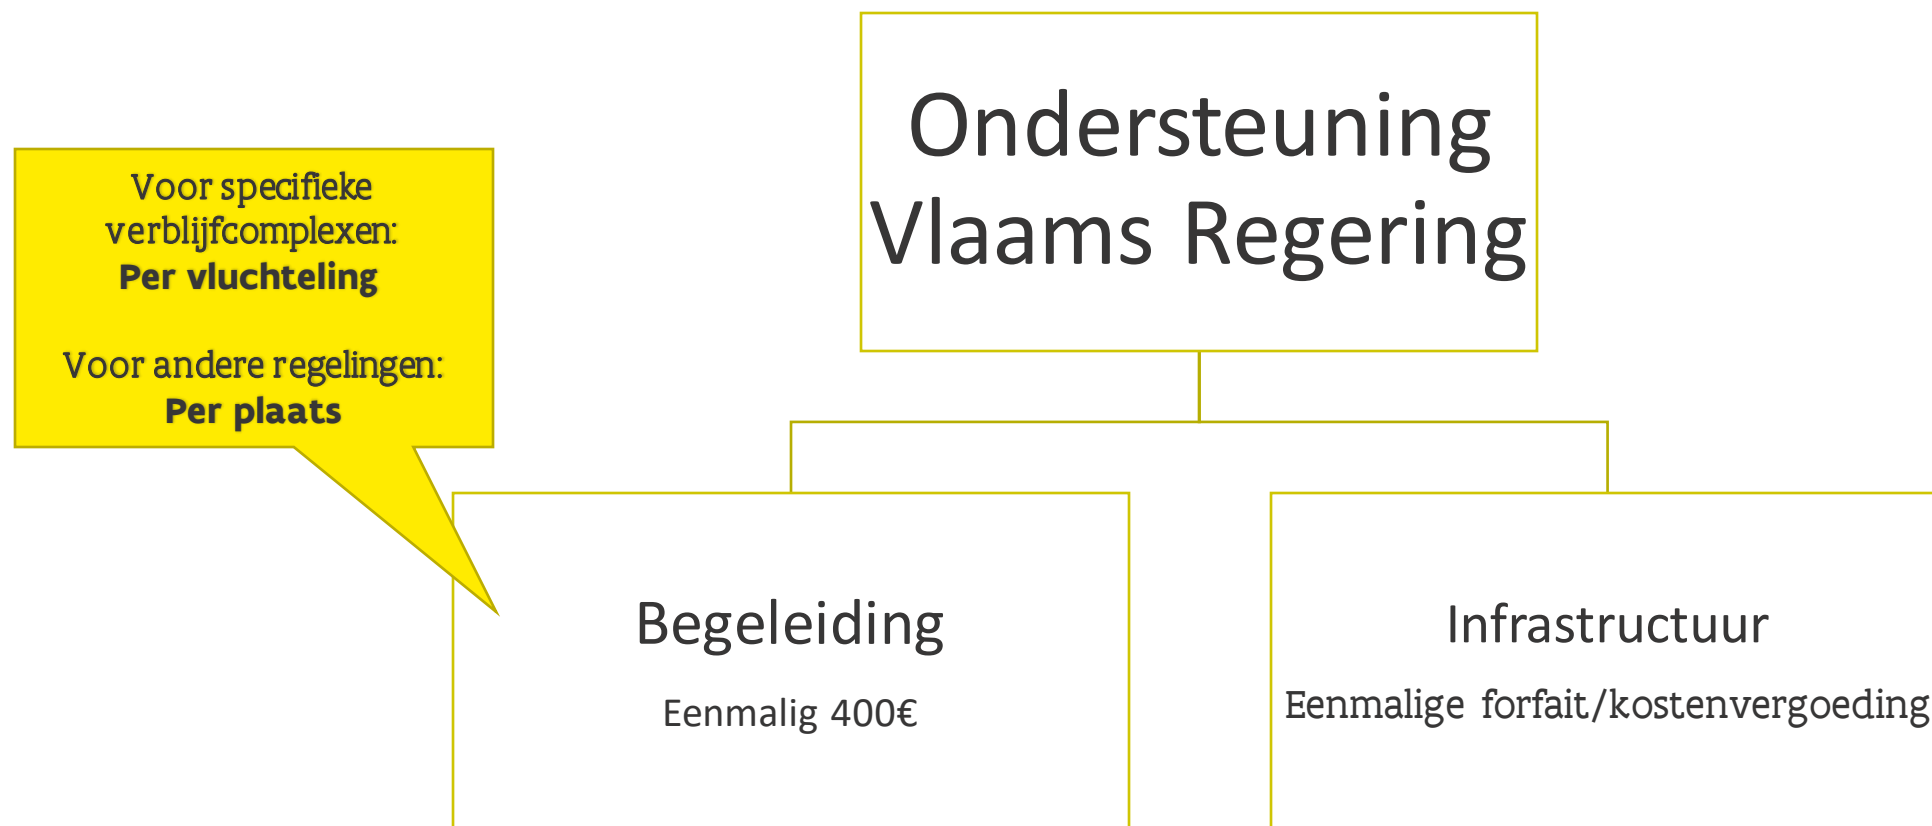 Ondersteuning
Vlaams Regering
Voor specifieke
verblijfcomplexen:
Per vluchteling
Voor andere regelingen:
Per plaats
Begeleiding
Eenmalig 400€
Infrastructuur
Eenmalige forfait/kostenvergoeding